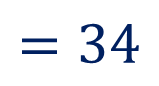 = 34